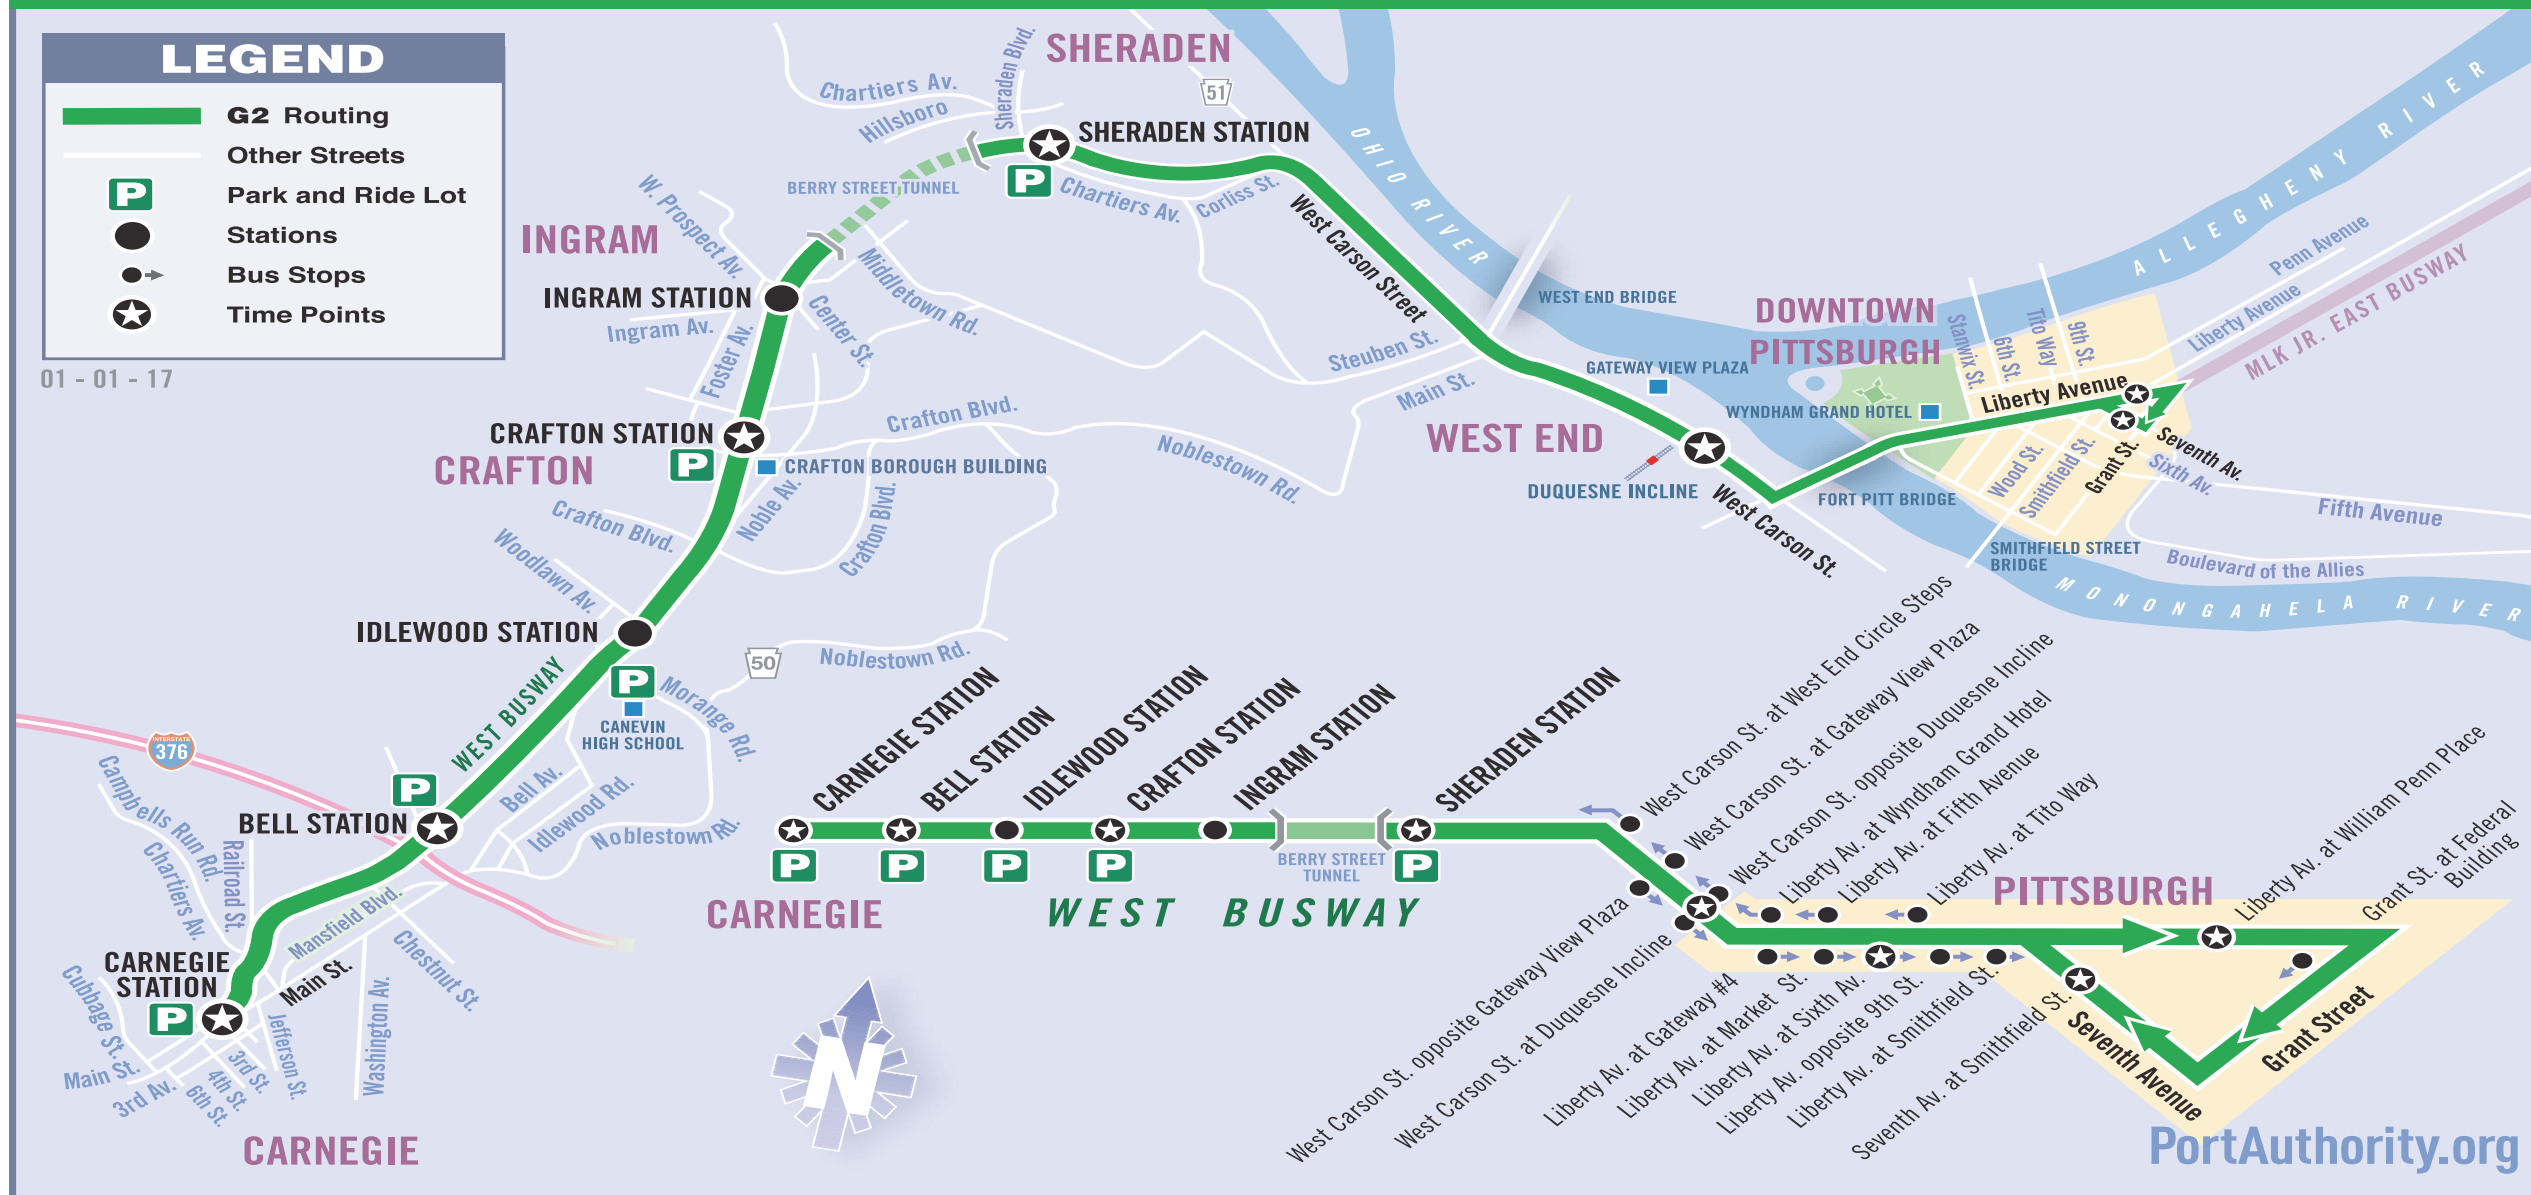 LEGEND
G2 Routing
Other Streets
P
Park and Ride Lot
Stations
Bus Stops
Time Points
01 - 01 - 17
SHERADEN
Chartiers Av.
Hillsboro
Sheraden Blvd.
51
SHERADEN STATION
P
Chartiers Av.
Corliss St.
BERRY STREET TUNNEL
West Carson Street
OHIO RIVER
ALLEGHENY RIVER
INGRAM
W. Prospect Av.
INGRAM STATION
Ingram Av.
Foster Av.
Center St.
Middletown Rd.
Steuben St.
Main St.
WEST END BRIDGE
GATEWAY VIEW PLAZA
DOWNTOWN
PITTSBURGH
WYNDHAM GRAND HOTEL
Stanwix St.
6th St.
Tito Way
9th St.
Penn Avenue
Liberty Avenue
MLK JR. EAST BUSWAY
Liberty Avenue
Seventh Av.
Sixth Av.
Grant St.
Smithfield St.
Wood St.
Fifth Avenue
Boulevard of the Allies
FORT PITT BRIDGE
SMITHFIELD STREET
BRIDGE
MONONGAHELA RIVER
WEST END
DUQUESNE INCLINE
West Carson St.
CRAFTON STATION
CRAFTON
P
CRAFTON BOROUGH BUILDING
Crafton Blvd.
Noblestown Rd.
Noble Av.
Crafton Blvd.
Crafton Blvd.
Woodlawn Av.
IDLEWOOD STATION
P
CANEVIN
HIGH SCHOOL
Morange Rd.
50
Noblestown Rd.
WEST BUSWAY
INTERSTATE
376
P
BELL STATION
Bell Av.
Idlewood Rd.
Noblestown Rd.
Campbells Run Rd.
Chartiers Av.
Railroad St.
Mansfield Blvd.
Main St.
Chestnut St.
Washington Av.
Jefferson St.
CARNEGIE
STATION
P
Cubbage St.
Main St.
3rd Av.
3rd St.
4th St.
6th St.
CARNEGIE
N
CARNEGIE STATION
BELL STATION
IDLEWOOD STATION
CRAFTON STATION
INGRAM STATION
SHERADEN STATION
P
P
P
P
P
BERRY STREET
TUNNEL
CARNEGIE
WEST BUSWAY
West Carson St. at West End Circle Steps
West Carson St. at Gateway View Plaza
West Carson St. opposite Duquesne Incline
Liberty Av. at Wyndham Grand Hotel
Liberty Av. at Fifth Avenue
Liberty Av. at Tito Way
PITTSBURGH
Liberty Av. at William Penn Place
Grant St. at Federal
Building
West Carson St. opposite Gateway View Plaza
West Carson St. at Duquesne Incline
Liberty Av. at Gateway #4
Liberty Av. at Market St.
Liberty Av. at Sixth Av.
Liberty Av. opposite 9th St.
Liberty Av. at Smithfield St.
Seventh Av. at Smithfield St.
Seventh Avenue
Grant Street
PortAuthority.org